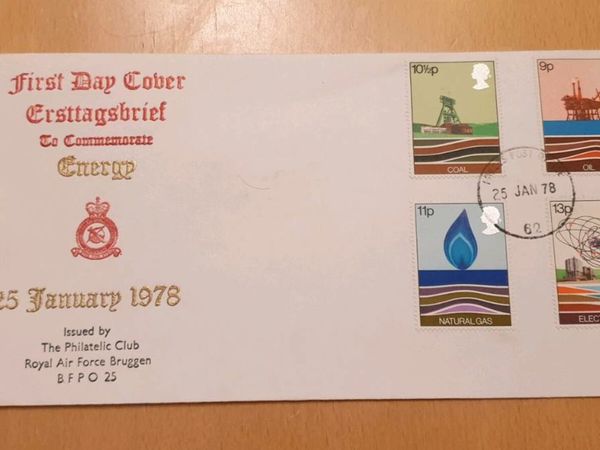 First Day Cover
Ersttagsbrief
To Commemorate
Energy
25 January 1978
Issued by
The Philatelic Club
Royal Air Force Bruggen
BFPO 25
10½p
COAL
9p
OIL
25 JAN 78
62
11p
NATURAL GAS
13p
ELECT